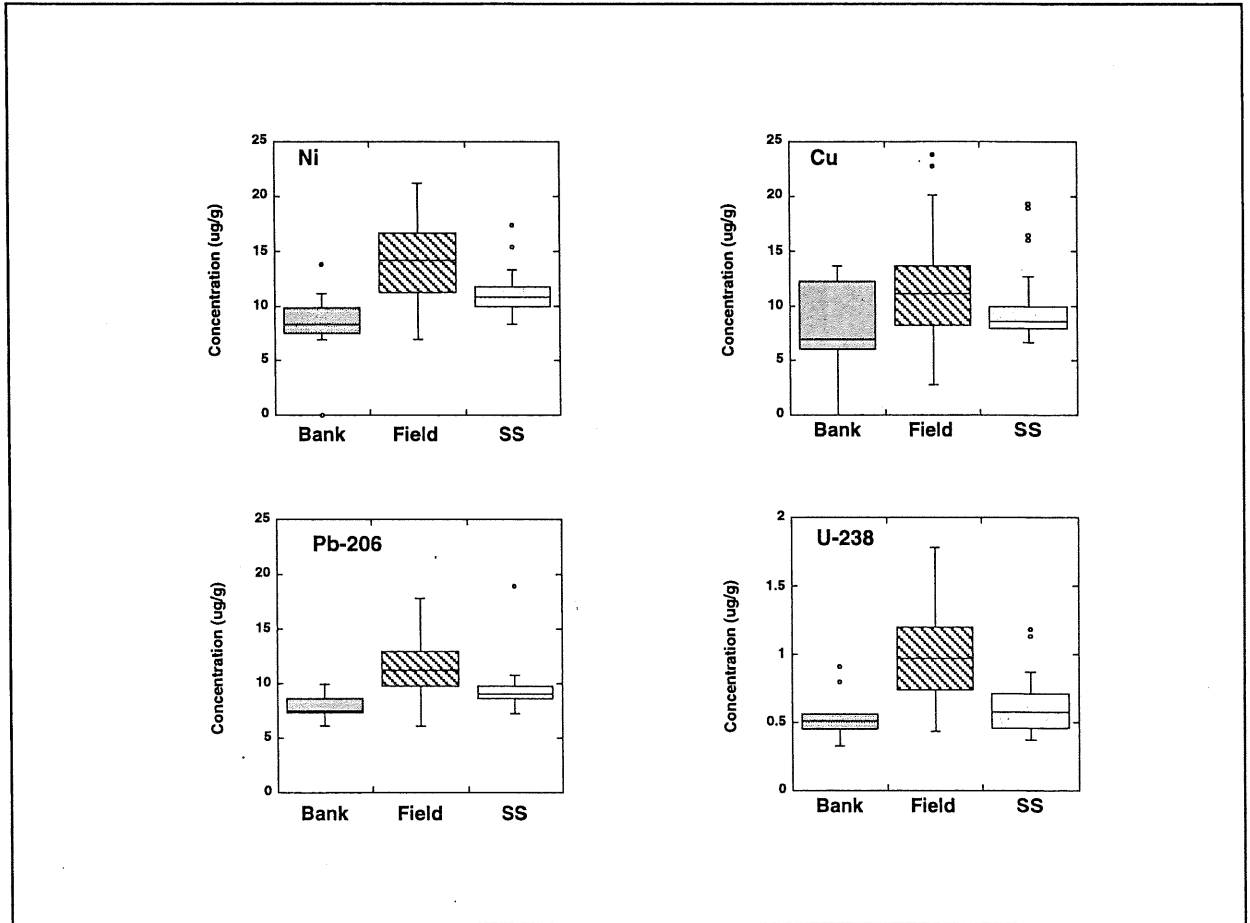 Ni
25
20
15
10
5
0
Concentration (ug/g)
Bank Field SS
Cu
25
20
15
10
5
0
Concentration (ug/g)
Bank Field SS
Pb-206
25
20
15
10
5
0
Concentration (ug/g)
Bank Field SS
U-238
2
1.5
1
0.5
0
Concentration (ug/g)
Bank Field SS